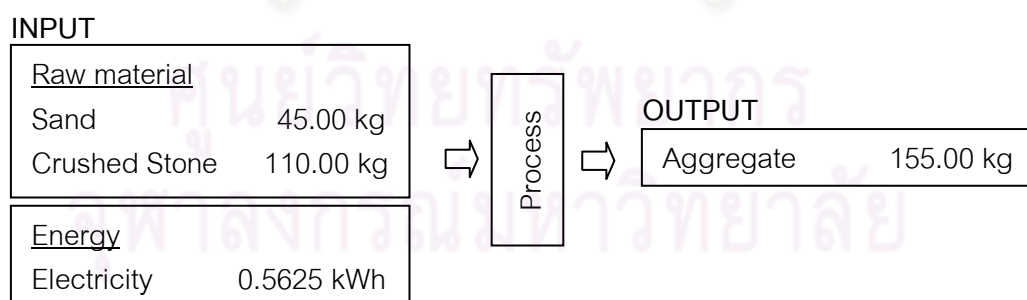 INPUT
Raw material
Sand 45.00 kg
Crushed Stone 110.00 kg
Energy
Electricity 0.5625 kWh
Process
OUTPUT
Aggregate 155.00 kg
ศูนย์วิทยทรัพยากร
จุฬาลงกรณ์มหาวิทยาลัย